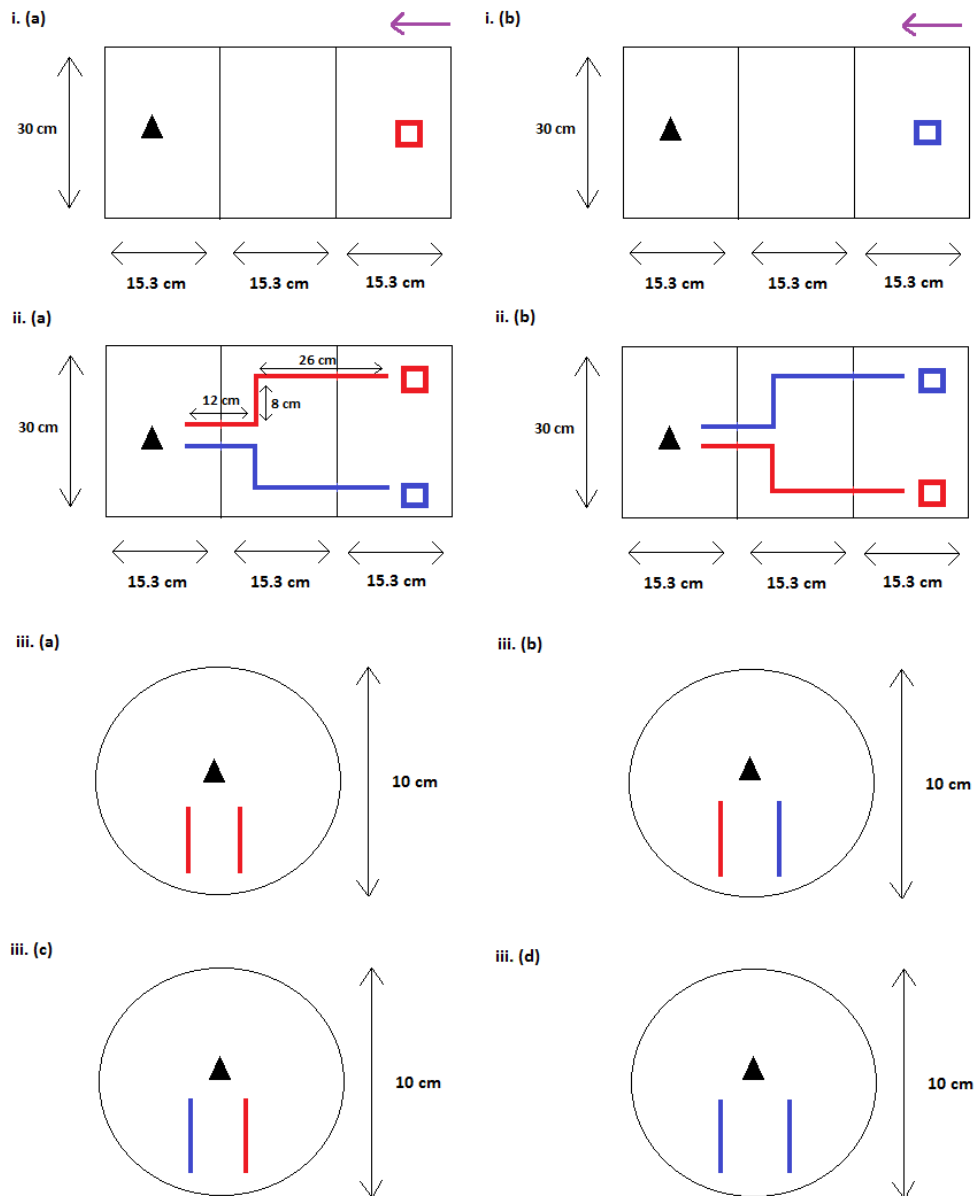 i. (a)
i. (b)
30 cm
30 cm
15.3 cm 15.3 cm 15.3 cm
15.3 cm 15.3 cm 15.3 cm
ii. (a)
ii. (b)
26 cm
12 cm
8 cm
30 cm
30 cm
15.3 cm 15.3 cm 15.3 cm
15.3 cm 15.3 cm 15.3 cm
iii. (a)
iii. (b)
10 cm
10 cm
iii. (c)
iii. (d)
10 cm
10 cm